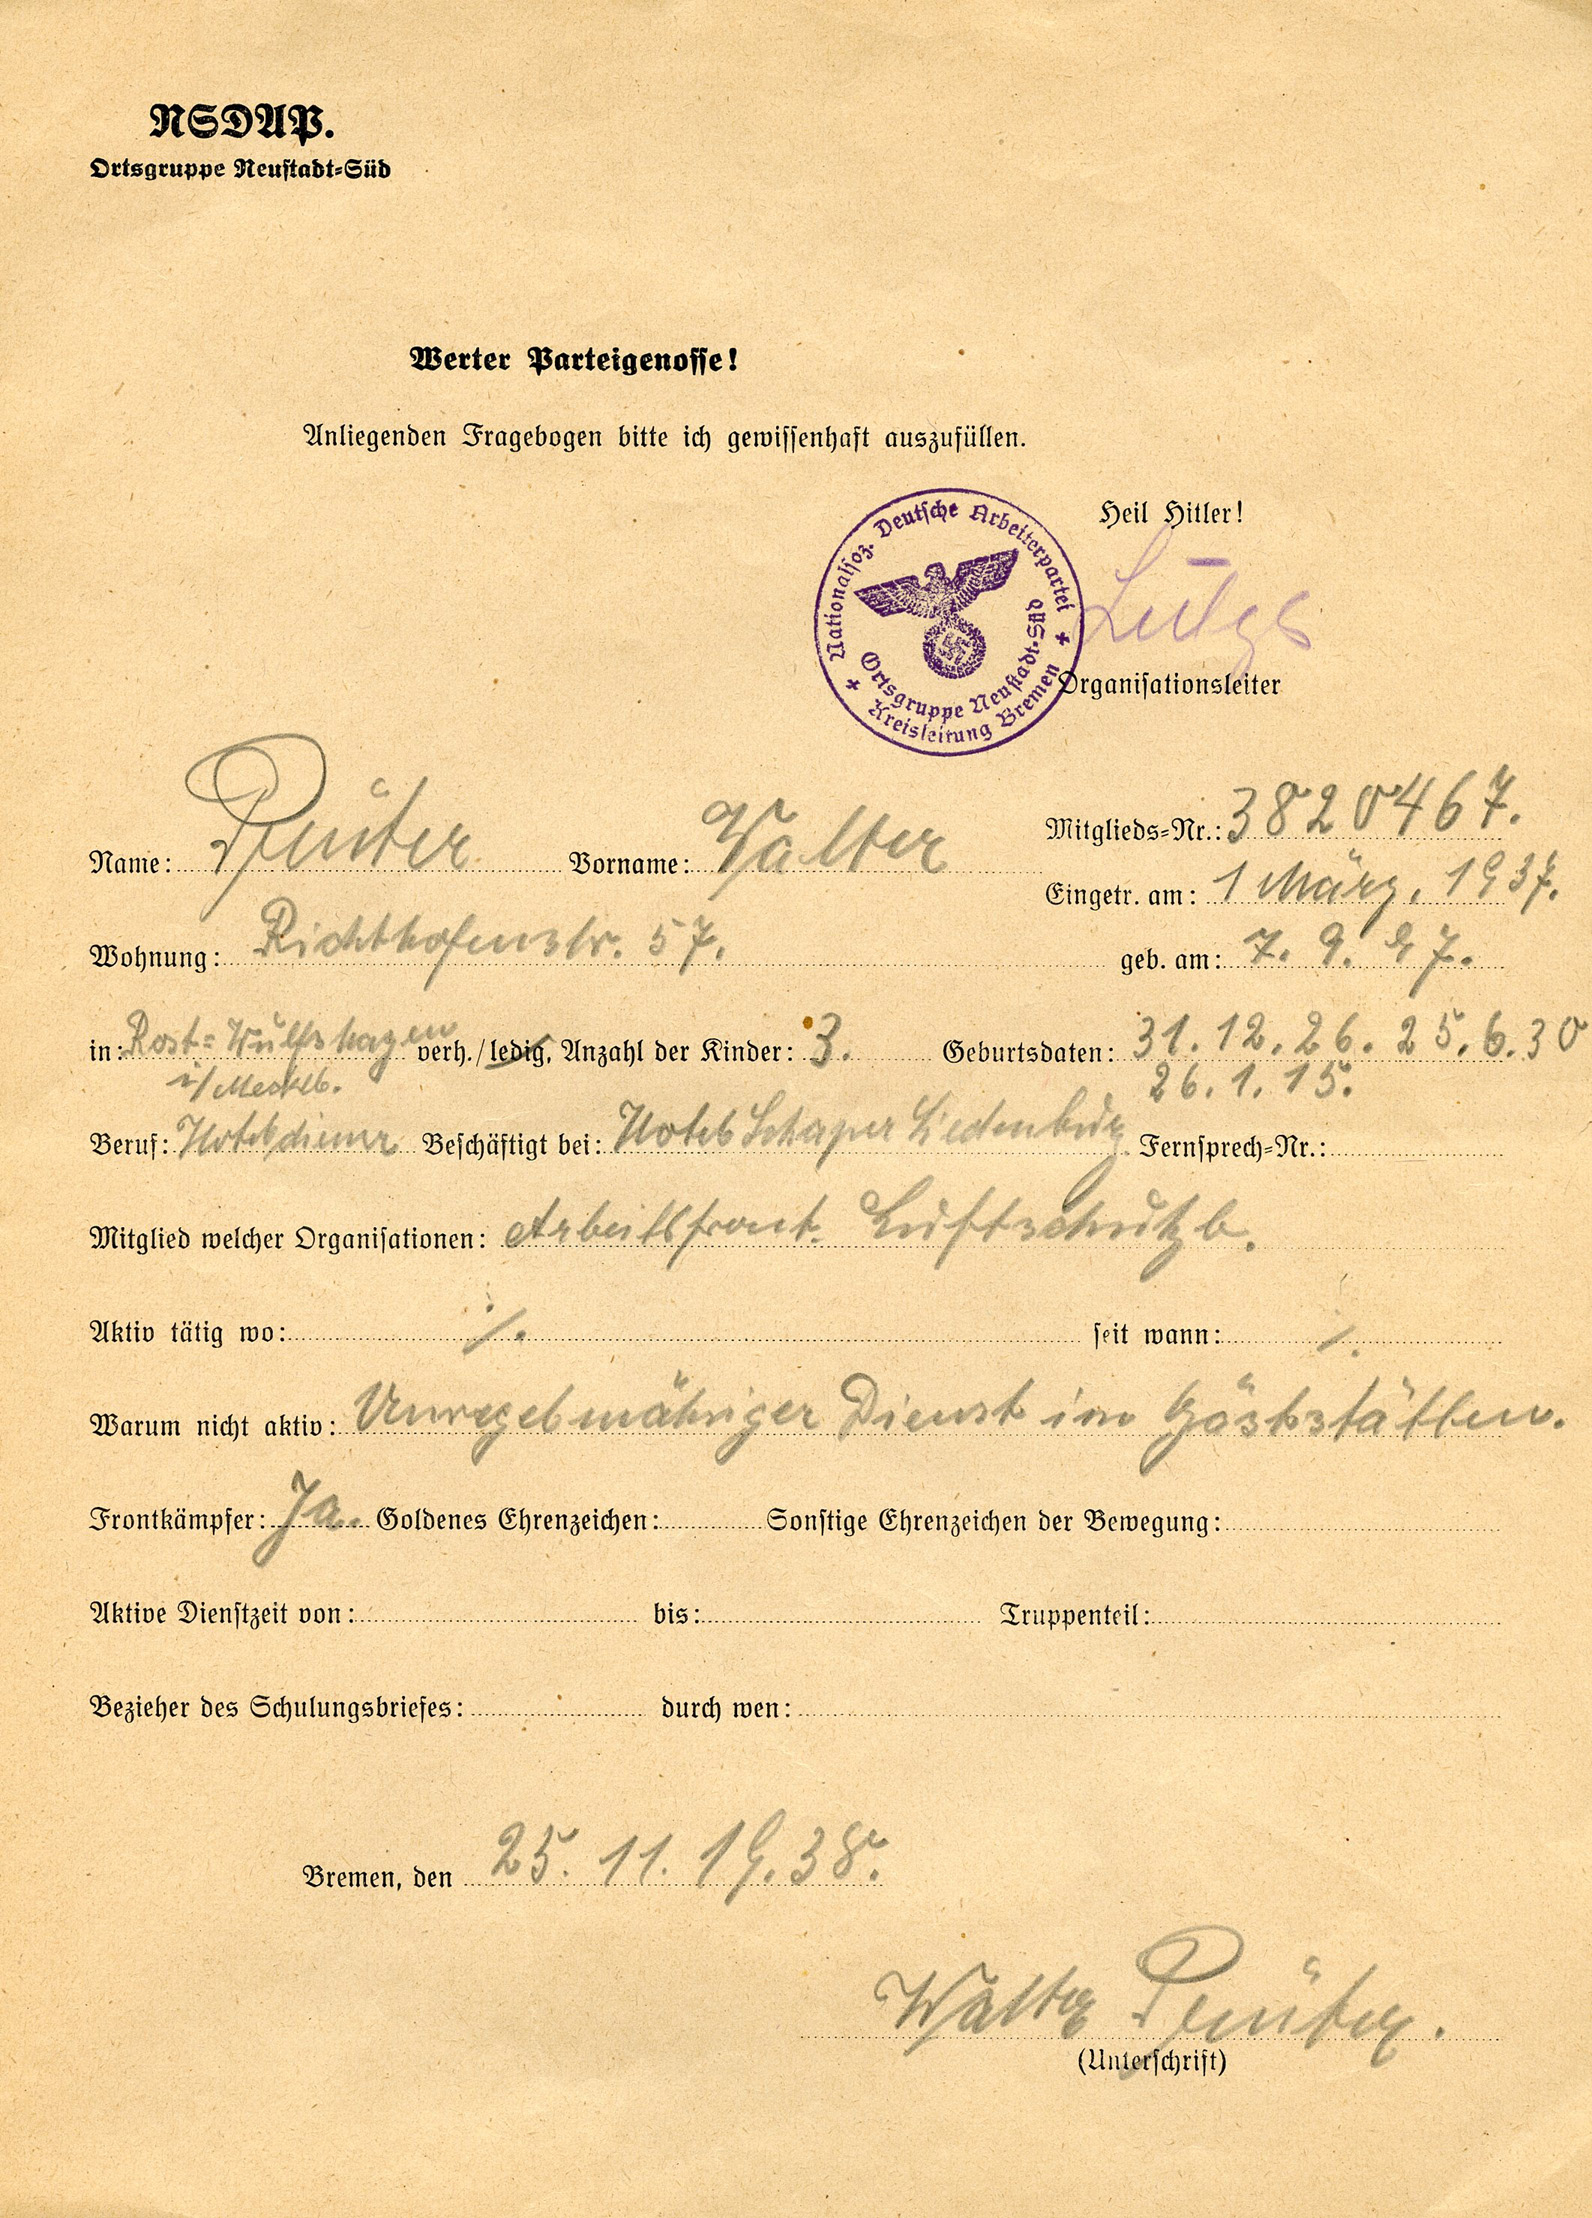 NSDAP.
Ortsgruppe Neustadt-Süd
Werter Parteigenosse!
Anliegenden Fragebogen bitte ich gewissenhaft auszufüllen.
Heil Hitler!
Nationalsoz. Deutsche Arbeiterpartei
Ortsgruppe Neustadt-Süd
Kreisleitung Bremen
Organisationsleiter
Name: Vorname: Walter Mitglieds-Nr.: 3820467.
Eingetr. am: 1 März. 1937.
Wohnung: Richthofenstr. 57. geb. am: 7. 9. 97.
in: Rost-Wulfshagen verh./ledig, Anzahl der Kinder: 3. Geburtsdaten: 31.12.26. 25.6.30
i/Meckl. 26.1.15.
Beruf: Hoteldiener Beschäftigt bei: Hotel Schaper Siedenburg Fernsprech-Nr.:
Mitglied welcher Organisationen: Arbeitsfront. Luftschutzb.
Aktiv tätig wo: ./. seit wann: ./.
Warum nicht aktiv: Unregelmäßiger Dienst im Gaststätten.
Frontkämpfer: Ja. Goldenes Ehrenzeichen: Sonstige Ehrenzeichen der Bewegung:
Aktive Dienstzeit von: bis: Truppenteil:
Bezieher des Schulungsbriefes: durch wen:
Bremen, den 25. 11. 19.38.
Walter
(Unterschrift)